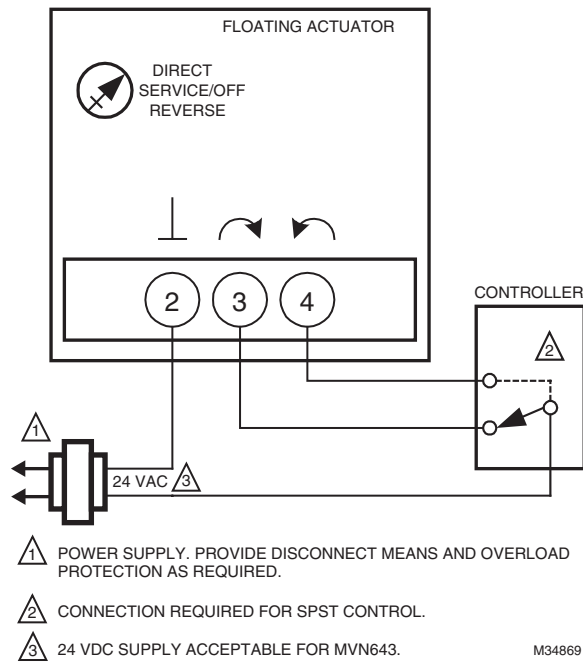 FLOATING ACTUATOR
DIRECT
SERVICE/OFF
REVERSE
2 3 4
CONTROLLER
2
1
24 VAC 3
1 POWER SUPPLY. PROVIDE DISCONNECT MEANS AND OVERLOAD
PROTECTION AS REQUIRED.
2 CONNECTION REQUIRED FOR SPST CONTROL.
3 24 VDC SUPPLY ACCEPTABLE FOR MVN643.
M34869